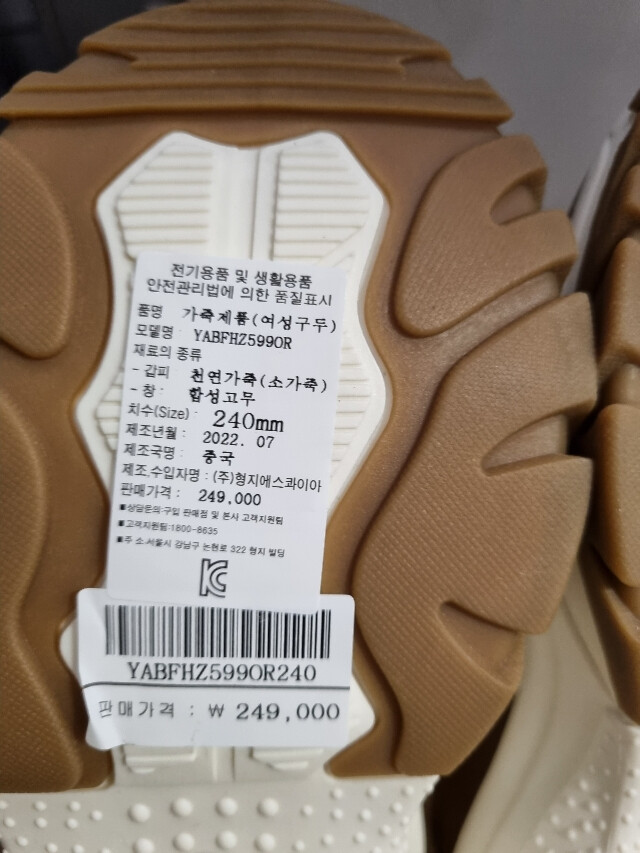 전기용품 및 생활용품
안전관리법에 의한 품질표시
품명 가죽제품(여성구두)
모델명 YABFHZ599OR
재료의 종류
- 갑피 천연가죽(소가죽)
- 창: 합성고무
치수(Size) : 240mm
제조년월 : 2022. 07
제조국명 : 중국
제조,수입자명 : (주)형지에스콰이아
판매가격 : 249,000
■상담문의:구입 판매점 및 본사 고객지원팀
■고객지원팀:1800-8635
■주 소:서울시 강남구 논현로 322 형지 빌딩
KC
YABFHZ599OR240
판매가격 : ₩ 249,000